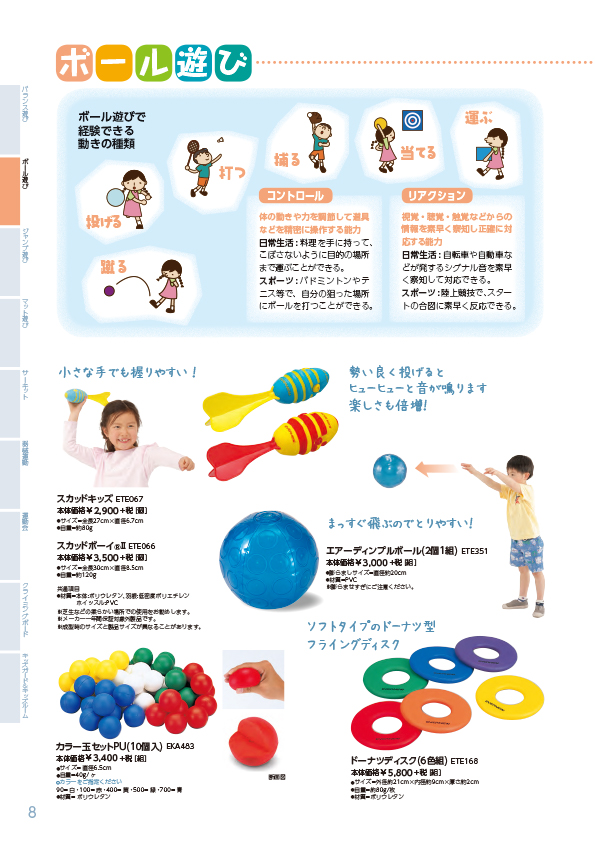 ボール遊び
バランス遊び
ボール遊び
ジャンプ遊び
マット遊び
サーキット
器械運動
運動会
クライミングボード
キッズガード&キッズルーム
ボール遊びで
経験できる
動きの種類
投げる
打つ
捕る
当てる
運ぶ
蹴る
コントロール
体の動きや力を調節して道具
などを精密に操作する能力
日常生活：料理を手に持って、
こぼさないように目的の場所
まで運ぶことができる。
スポーツ：バドミントンやテ
ニス等で、自分の狙った場所
にボールを打つことができる。
リアクション
視覚・聴覚・触覚などからの
情報を素早く察知し正確に対
応する能力
日常生活：自転車や自動車な
どが発するシグナル音を素早
く察知して対応できる。
スポーツ：陸上競技で、スター
トの合図に素早く反応できる。
小さな手でも握りやすい！
勢い良く投げると
ヒューヒューと音が鳴ります
楽しさも倍増!
スカッドキッズ ETE067
本体価格￥2,900 +税 [個]
●サイズ=全長27cm×直径6.7cm
●自重=約80g
スカッドボーイ®Ⅱ ETE066
本体価格￥3,500 +税 [個]
●サイズ=全長30cm×直径8.5cm
●自重=約120g
共通項目
●材質=本体：ポリウレタン、羽根：低密度ポリエチレン
ホイッスル：PVC
※芝生などの柔らかい場所での使用をお勧めします。
※メーカー一年間保証対象外製品です。
※成型時のサイズと製品サイズが異なることがあります。
まっすぐ飛ぶのでとりやすい!
エアーディンプルボール(2個1組) ETE351
本体価格￥3,000 +税 [組]
●膨らましサイズ=直径約20cm
●材質=PVC
※膨らませすぎにご注意ください。
ソフトタイプのドーナツ型
フライングディスク
カラー玉セットPU(10個入) EKA483
本体価格￥3,400 +税 [組]
●サイズ=直径6.5cm
●自重=40g/ヶ
●カラーをご指定ください
90=白・100=赤・400=黄・500=緑・700=青
●材質=ポリウレタン
断面図
ドーナツディスク(6色組) ETE168
本体価格￥5,800 +税 [組]
●サイズ=外径約21cm×内径約9cm×厚さ約2cm
●自重=約80g/枚
●材質=ポリウレタン
8